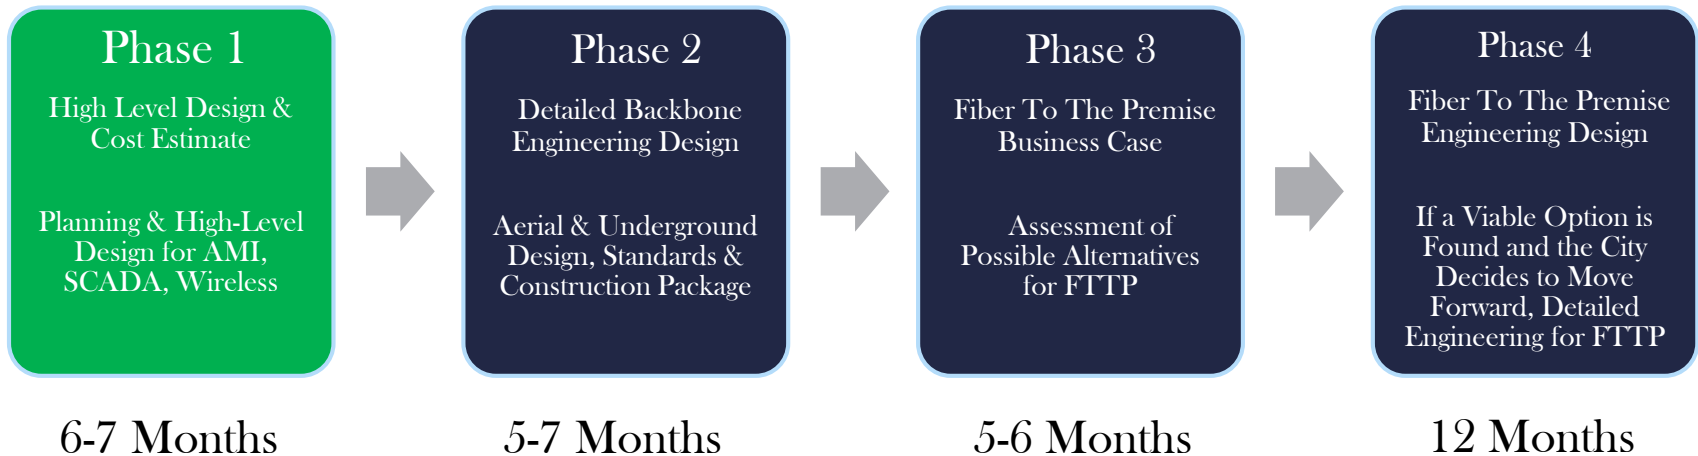 Phase 1
High Level Design &
Cost Estimate
Planning & High-Level
Design for AMI,
SCADA, Wireless
6-7 Months
Phase 2
Detailed Backbone
Engineering Design
Aerial & Underground
Design, Standards &
Construction Package
5-7 Months
Phase 3
Fiber To The Premise
Business Case
Assessment of
Possible Alternatives
for FTTP
5-6 Months
Phase 4
Fiber To The Premise
Engineering Design
If a Viable Option is
Found and the City
Decides to Move
Forward, Detailed
Engineering for FTTP
12 Months